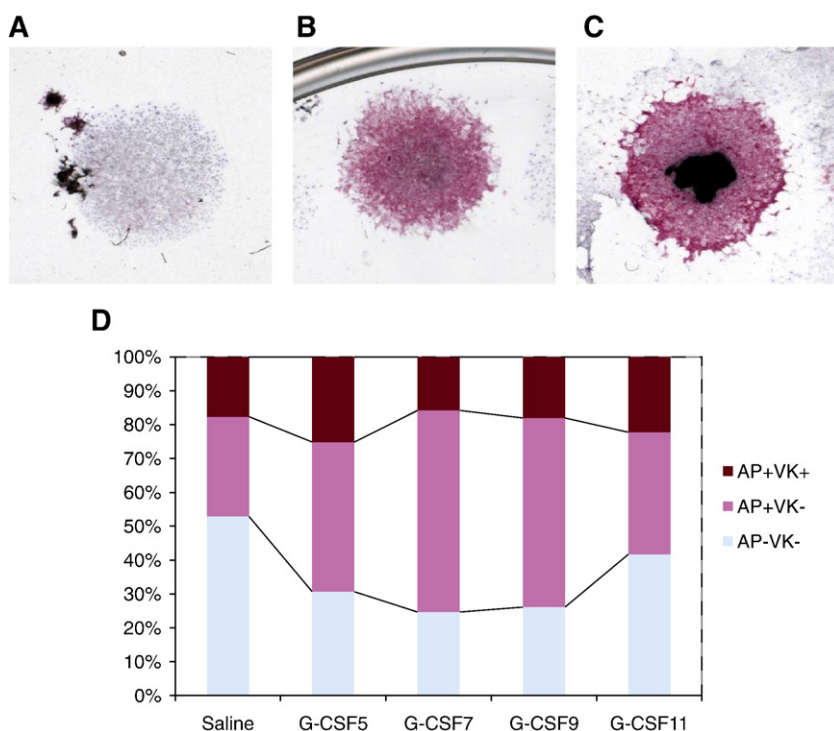 A
B
C
D
100%
90%
80%
70%
60%
50%
40%
30%
20%
10%
0%
Saline
G-CSF5
G-CSF7
G-CSF9
G-CSF11
AP+VK+
AP+VK-
AP-VK-